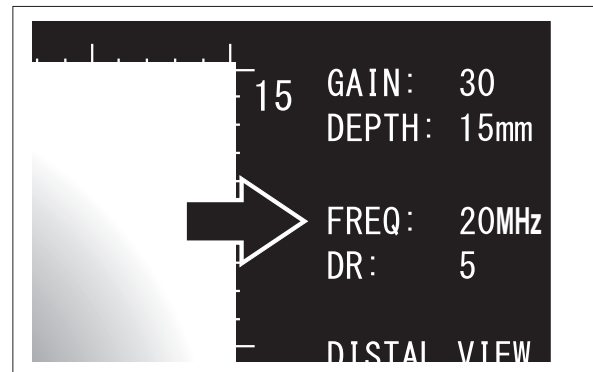 15
GAIN: 30
DEPTH: 15mm
FREQ: 20MHz
DR: 5
DISTAL VIEW